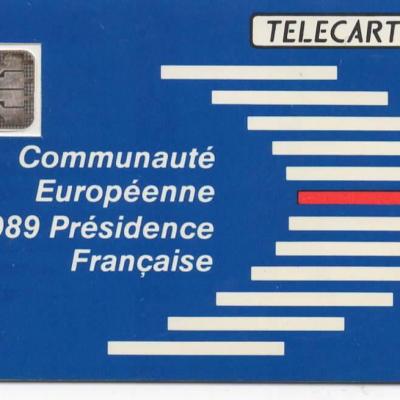 TELECART
Communauté
Européenne
989 Présidence
Française